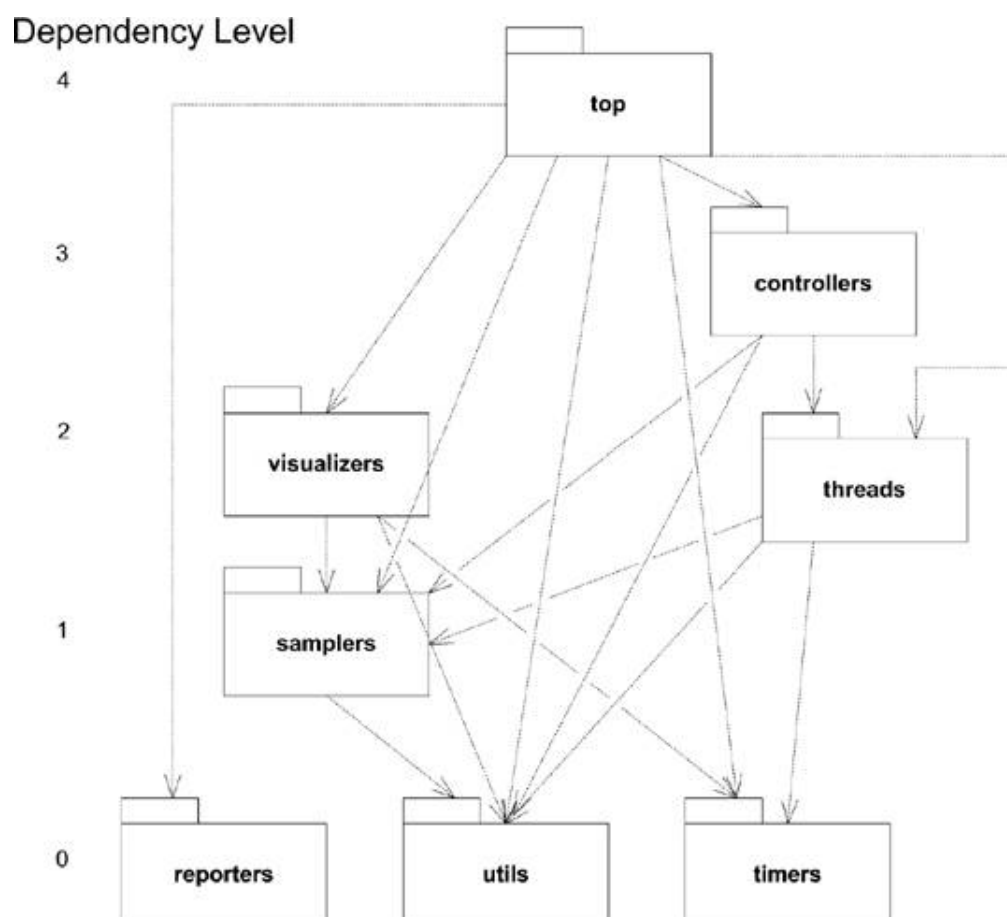 Dependency Level
4
top
3
controllers
2
visualizers
threads
1
samplers
0
reporters
utils
timers